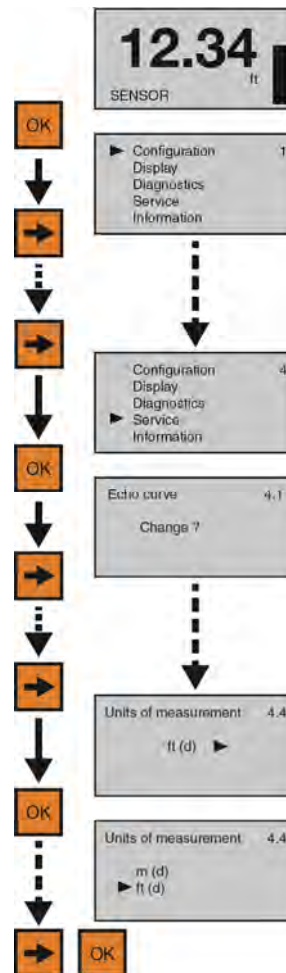 12.34
ft
SENSOR
OK
Configuration 1
Display
Diagnostics
Service
Information
Configuration 4
Display
Diagnostics
Service
Information
OK
Echo curve 4.1
Change ?
Units of measurement 4.4
ft (d)
OK
Units of measurement 4.4
m (d)
ft (d)
OK